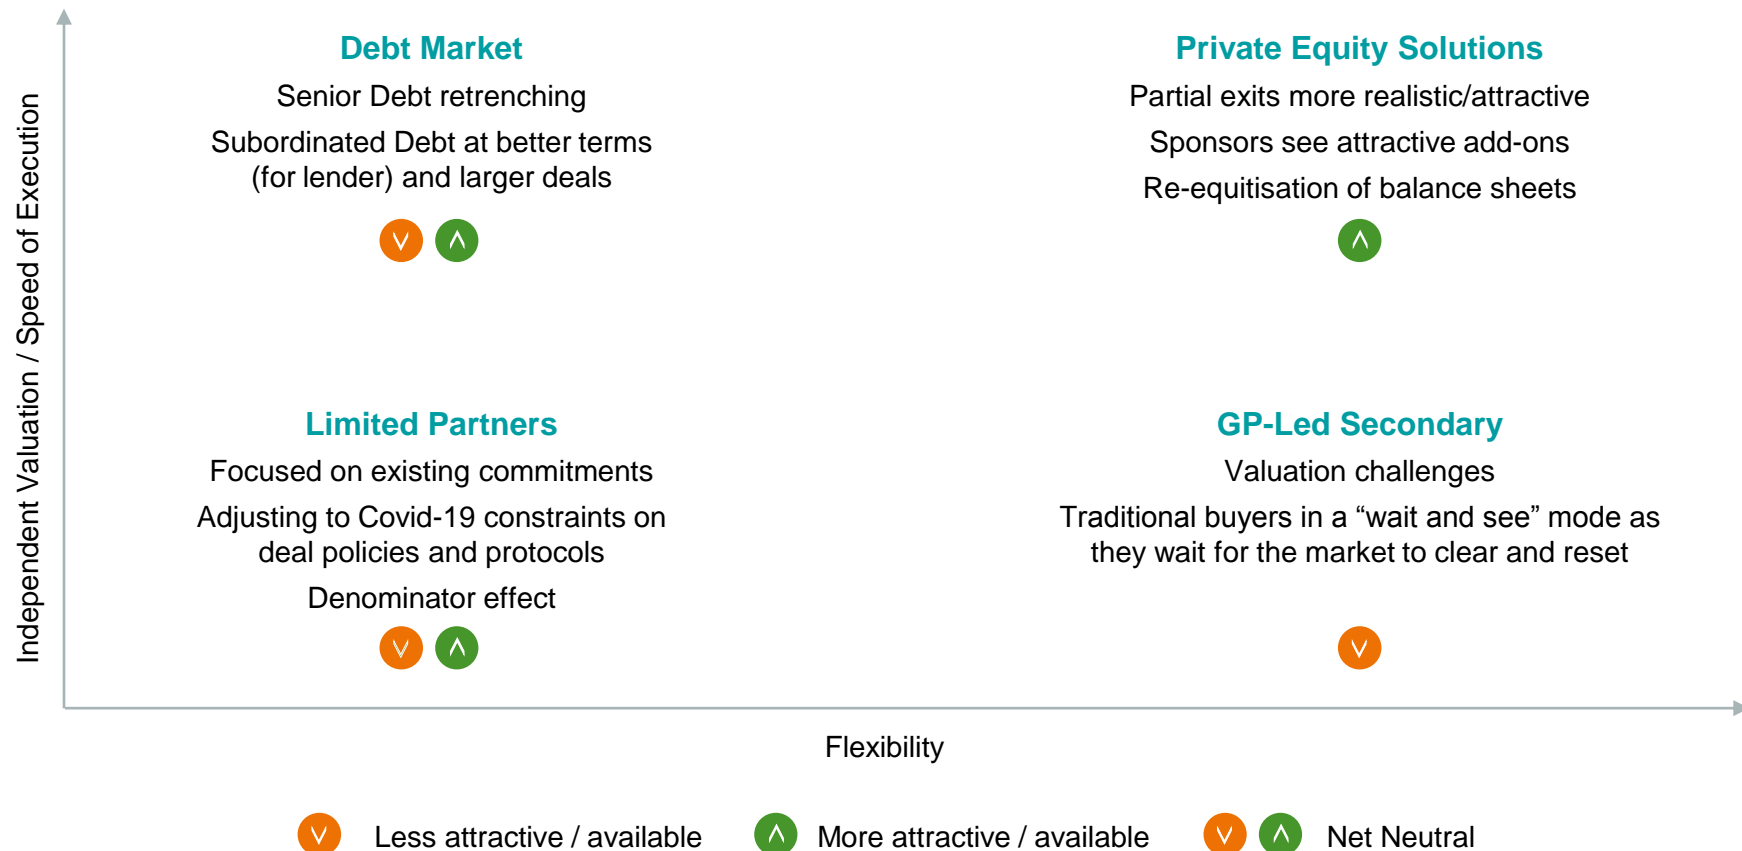 Independent Valuation / Speed of Execution
Debt Market
Senior Debt retrenching
Subordinated Debt at better terms
(for lender) and larger deals
Private Equity Solutions
Partial exits more realistic/attractive
Sponsors see attractive add-ons
Re-equitisation of balance sheets
Limited Partners
Focused on existing commitments
Adjusting to Covid-19 constraints on
deal policies and protocols
Denominator effect
GP-Led Secondary
Valuation challenges
Traditional buyers in a “wait and see” mode as
they wait for the market to clear and reset
Flexibility
Less attractive / available
More attractive / available
Net Neutral